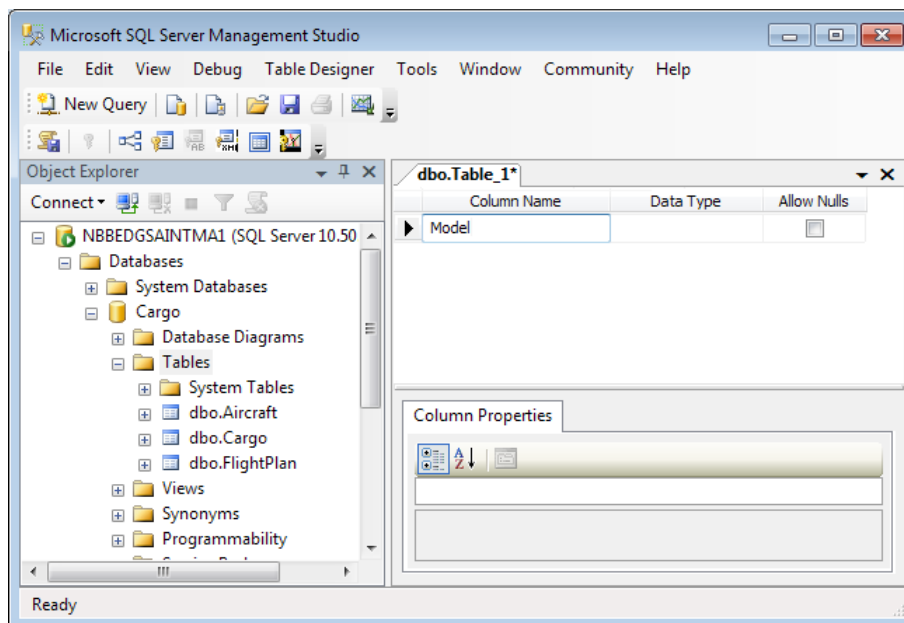 Microsoft SQL Server Management Studio
File Edit View Debug Table Designer Tools Window Community Help
New Query
Object Explorer
Connect
NBBEDGSAINTMA1 (SQL Server 10.50
Databases
System Databases
Cargo
Database Diagrams
Tables
System Tables
dbo.Aircraft
dbo.Cargo
dbo.FlightPlan
Views
Synonyms
Programmability
dbo.Table_1*
Column Name Data Type Allow Nulls
Model
Column Properties
Ready